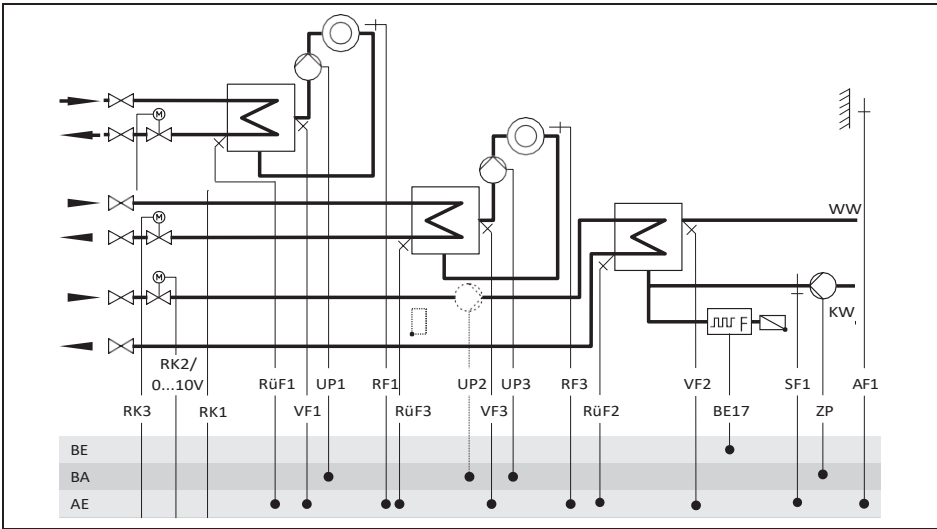 M
M
M
WW
KW
F
RK2/
0...10V
RüF1
UP1
RF1
UP2
UP3
RF3
VF2
SF1
AF1
RK3
RK1
VF1
RüF3
VF3
RüF2
BE17
ZP
BE
BA
AE